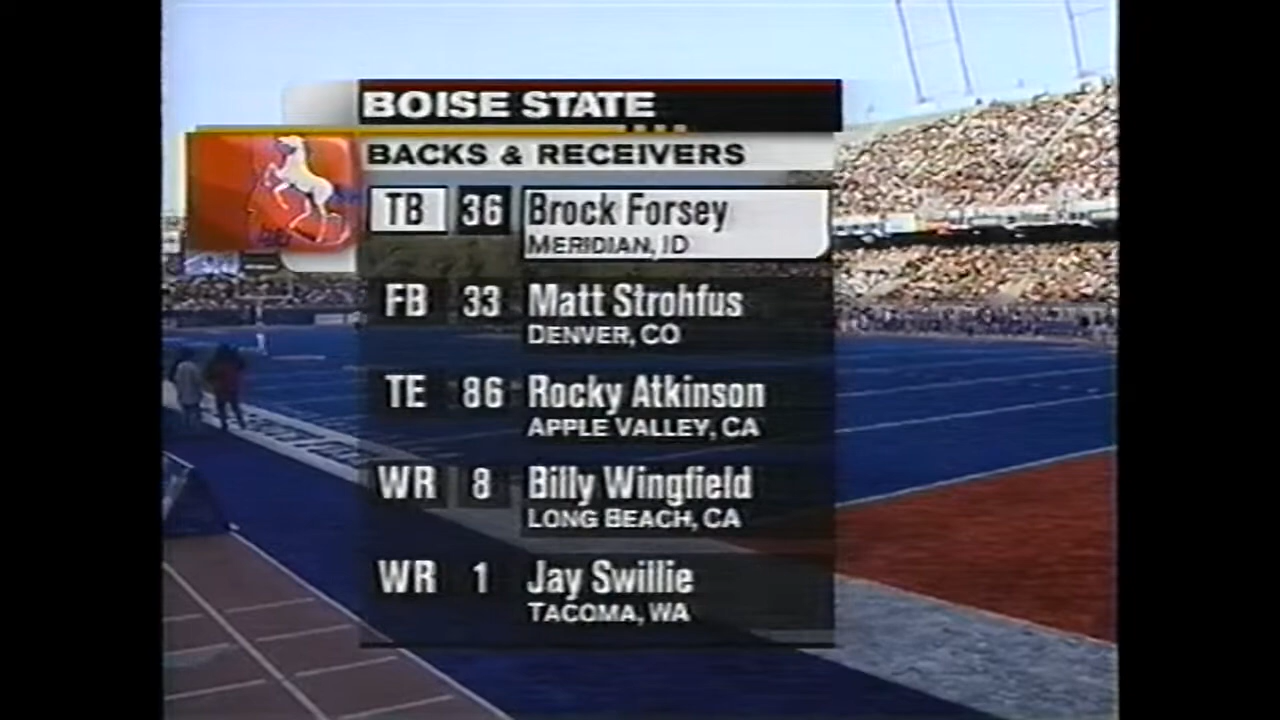 BOISE STATE
BACKS & RECEIVERS
TB 36 Brock Forsey
MERIDIAN, ID
FB 33 Matt Strohfus
DENVER, CO
TE 86 Rocky Atkinson
APPLE VALLEY, CA
WR 8 Billy Wingfield
LONG BEACH, CA
WR 1 Jay Swillie
TACOMA, WA